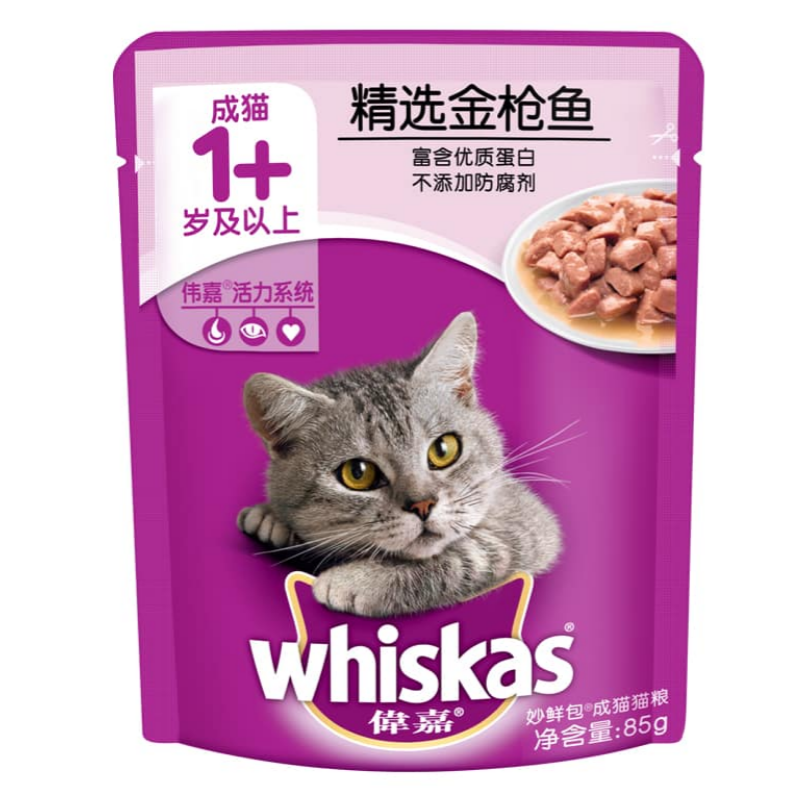 成猫
1+
岁及以上
精选金枪鱼
富含优质蛋白
不添加防腐剂
伟嘉®活力系统
whiskas®
偉嘉®
妙鲜包®成猫猫粮
净含量:85g